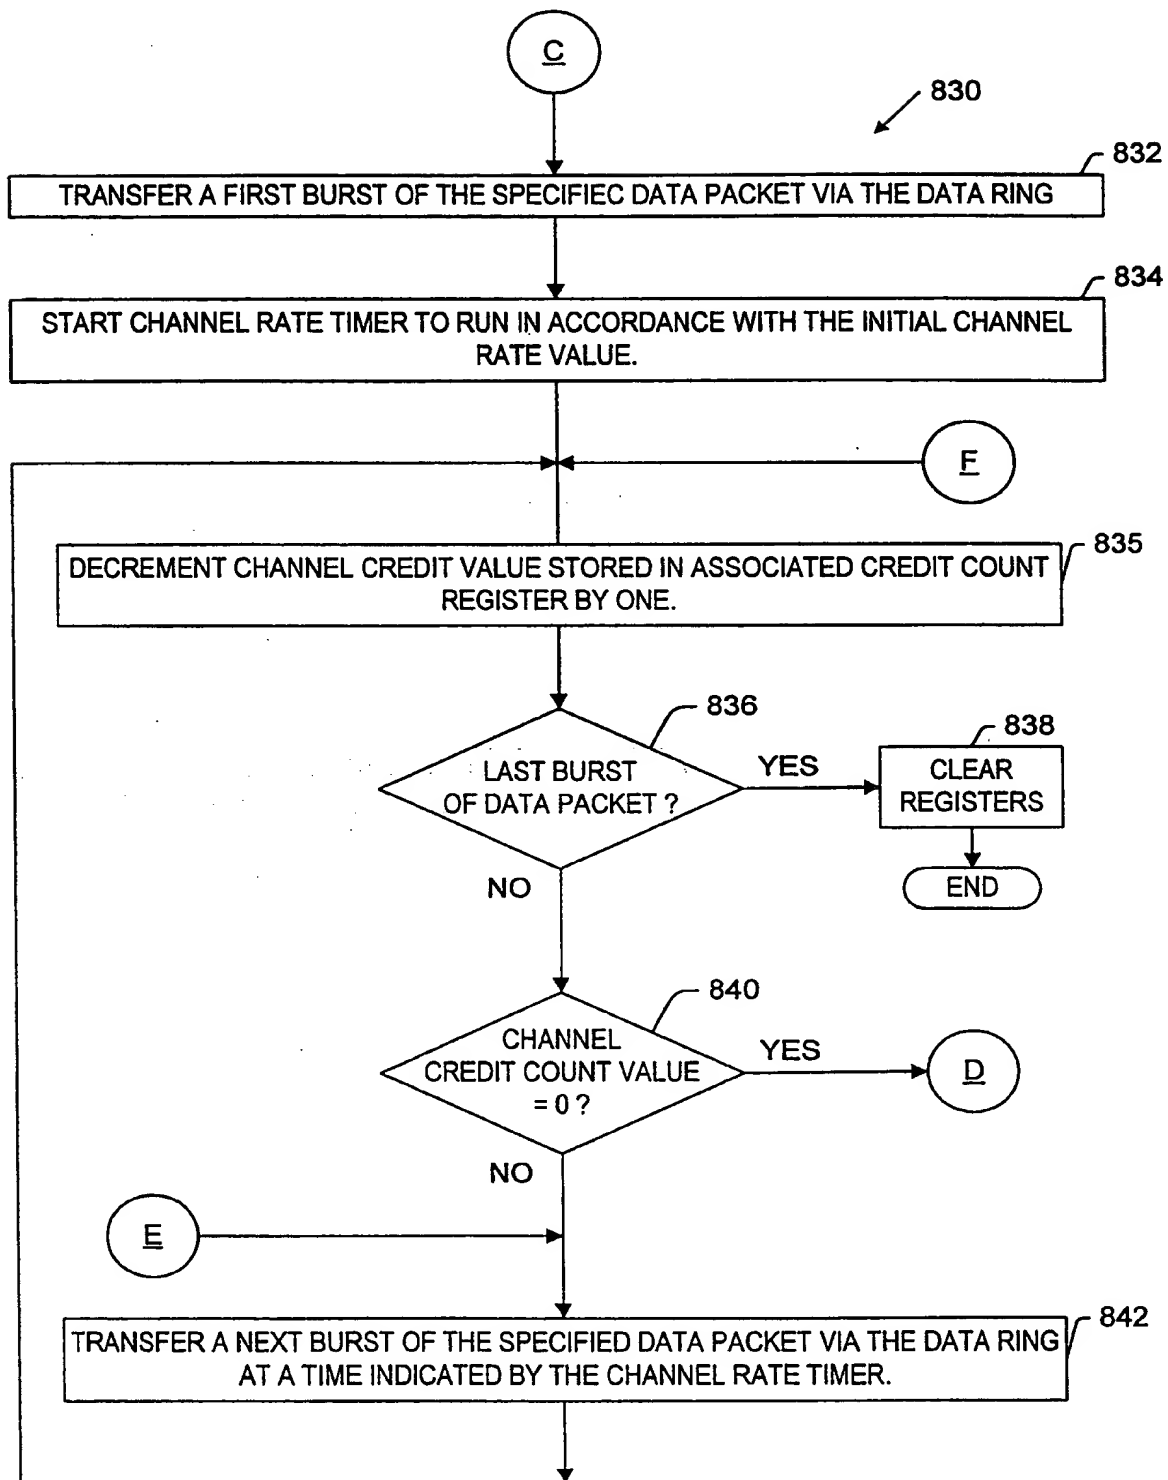 C
830
832
TRANSFER A FIRST BURST OF THE SPECIFIEC DATA PACKET VIA THE DATA RING
834
START CHANNEL RATE TIMER TO RUN IN ACCORDANCE WITH THE INITIAL CHANNEL
RATE VALUE.
F
835
DECREMENT CHANNEL CREDIT VALUE STORED IN ASSOCIATED CREDIT COUNT
REGISTER BY ONE.
836
LAST BURST
OF DATA PACKET ?
YES
838
CLEAR
REGISTERS
END
NO
840
CHANNEL
CREDIT COUNT VALUE
= 0 ?
YES
D
NO
E
842
TRANSFER A NEXT BURST OF THE SPECIFIED DATA PACKET VIA THE DATA RING
AT A TIME INDICATED BY THE CHANNEL RATE TIMER.